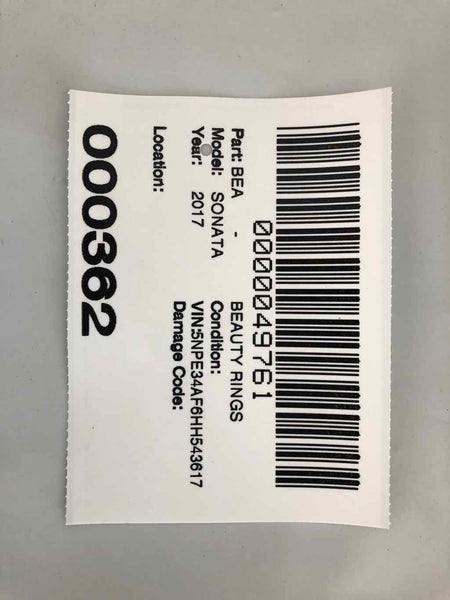 0000049761
Part: BEA - BEAUTY RINGS
Model: SONATA Condition:
Year: 2017 VIN:5NPE34AF6HH543617
Damage Code:
Location:
000362